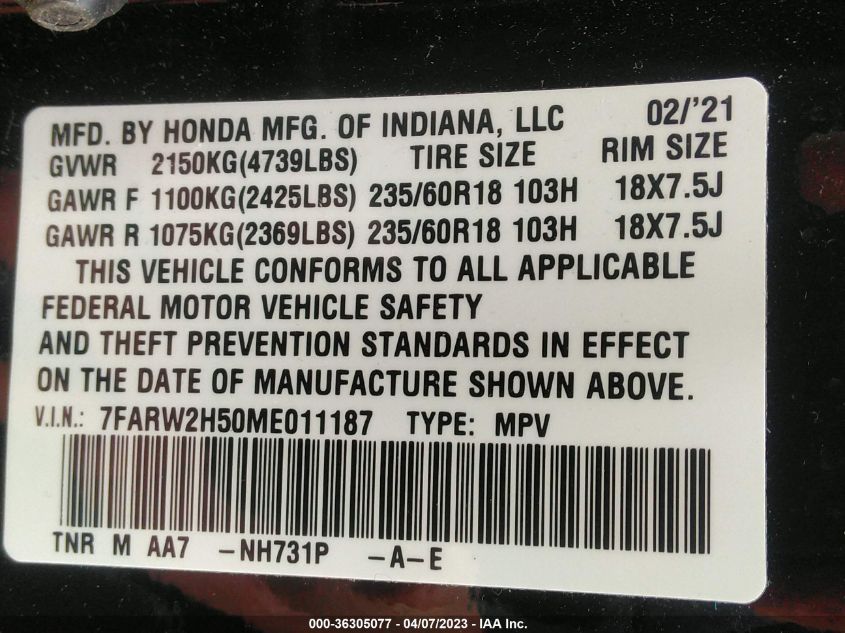 MFD. BY HONDA MFG. OF INDIANA, LLC 02/'21
GVWR 2150KG(4739LBS) TIRE SIZE RIM SIZE
GAWR F 1100KG(2425LBS) 235/60R18 103H 18X7.5J
GAWR R 1075KG(2369LBS) 235/60R18 103H 18X7.5J
THIS VEHICLE CONFORMS TO ALL APPLICABLE
FEDERAL MOTOR VEHICLE SAFETY
AND THEFT PREVENTION STANDARDS IN EFFECT
ON THE DATE OF MANUFACTURE SHOWN ABOVE.
V.I.N.: 7FARW2H50ME011187 TYPE: MPV
TNR M AA7 -NH731P -A-E
000-36305077 - 04/07/2023 - IAA Inc.